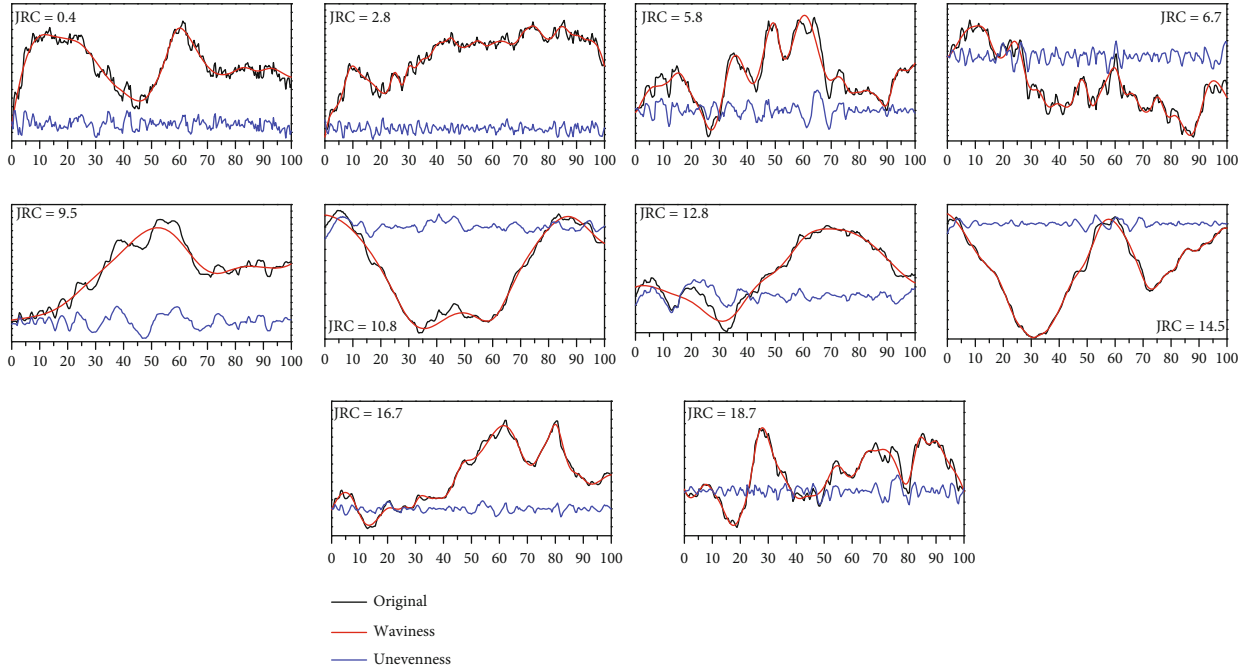 JRC = 0.4
JRC = 2.8
JRC = 5.8
JRC = 6.7
0 10 20 30 40 50 60 70 80 90 100
0 10 20 30 40 50 60 70 80 90 100
0 10 20 30 40 50 60 70 80 90 100
0 10 20 30 40 50 60 70 80 90 100
JRC = 9.5
JRC = 10.8
JRC = 12.8
JRC = 14.5
0 10 20 30 40 50 60 70 80 90 100
0 10 20 30 40 50 60 70 80 90 100
0 10 20 30 40 50 60 70 80 90 100
0 10 20 30 40 50 60 70 80 90 100
JRC = 16.7
JRC = 18.7
0 10 20 30 40 50 60 70 80 90 100
0 10 20 30 40 50 60 70 80 90 100
Original
Waviness
Unevenness